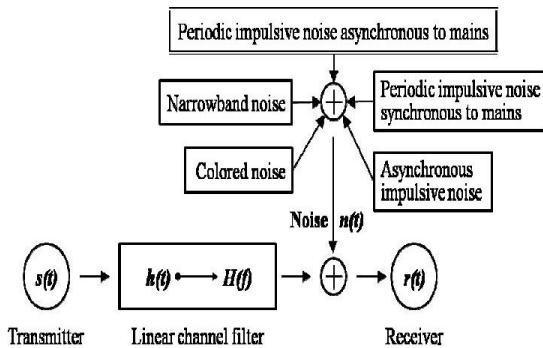 Periodic impulsive noise asynchronous to mains
Narrowband noise
Periodic impulsive noise
synchronous to mains
Colored noise
Asynchronous
impulsive noise
Noise n(t)
s(t)
h(t) H(f)
r(t)
Transmitter
Linear channel filter
Receiver